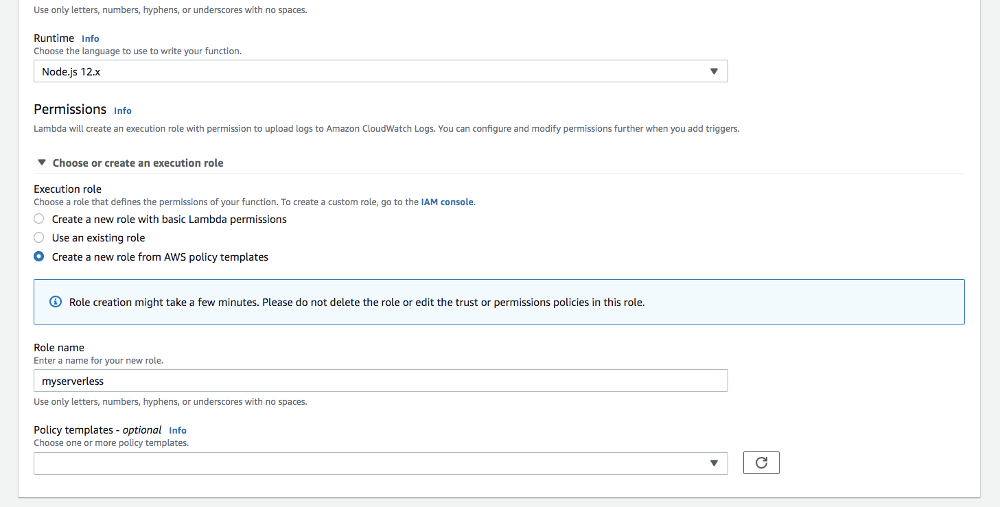 Use only letters, numbers, hyphens, or underscores with no spaces.
Runtime Info
Choose the language to use to write your function.
Node.js 12.x
Permissions Info
Lambda will create an execution role with permission to upload logs to Amazon CloudWatch Logs. You can configure and modify permissions further when you add triggers.
Choose or create an execution role
Execution role
Choose a role that defines the permissions of your function. To create a custom role, go to the IAM console.
Create a new role with basic Lambda permissions
Use an existing role
Create a new role from AWS policy templates
Role creation might take a few minutes. Please do not delete the role or edit the trust or permissions policies in this role.
Role name
Enter a name for your new role.
myserverless
Use only letters, numbers, hyphens, or underscores with no spaces.
Policy templates - optional Info
Choose one or more policy templates.